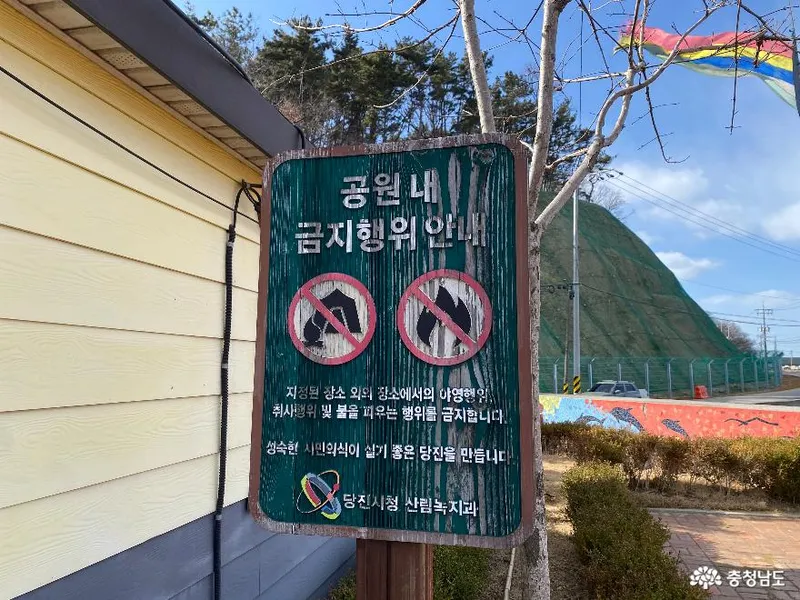 공원 내
금지행위 안내
지정된 장소 외의 장소에서의 야영행위,
취사행위 및 불을 피우는 행위를 금지합니다.
성숙한 시민의식이 살기 좋은 당진을 만듭니다.
당진시청 산림녹지과
충청남도